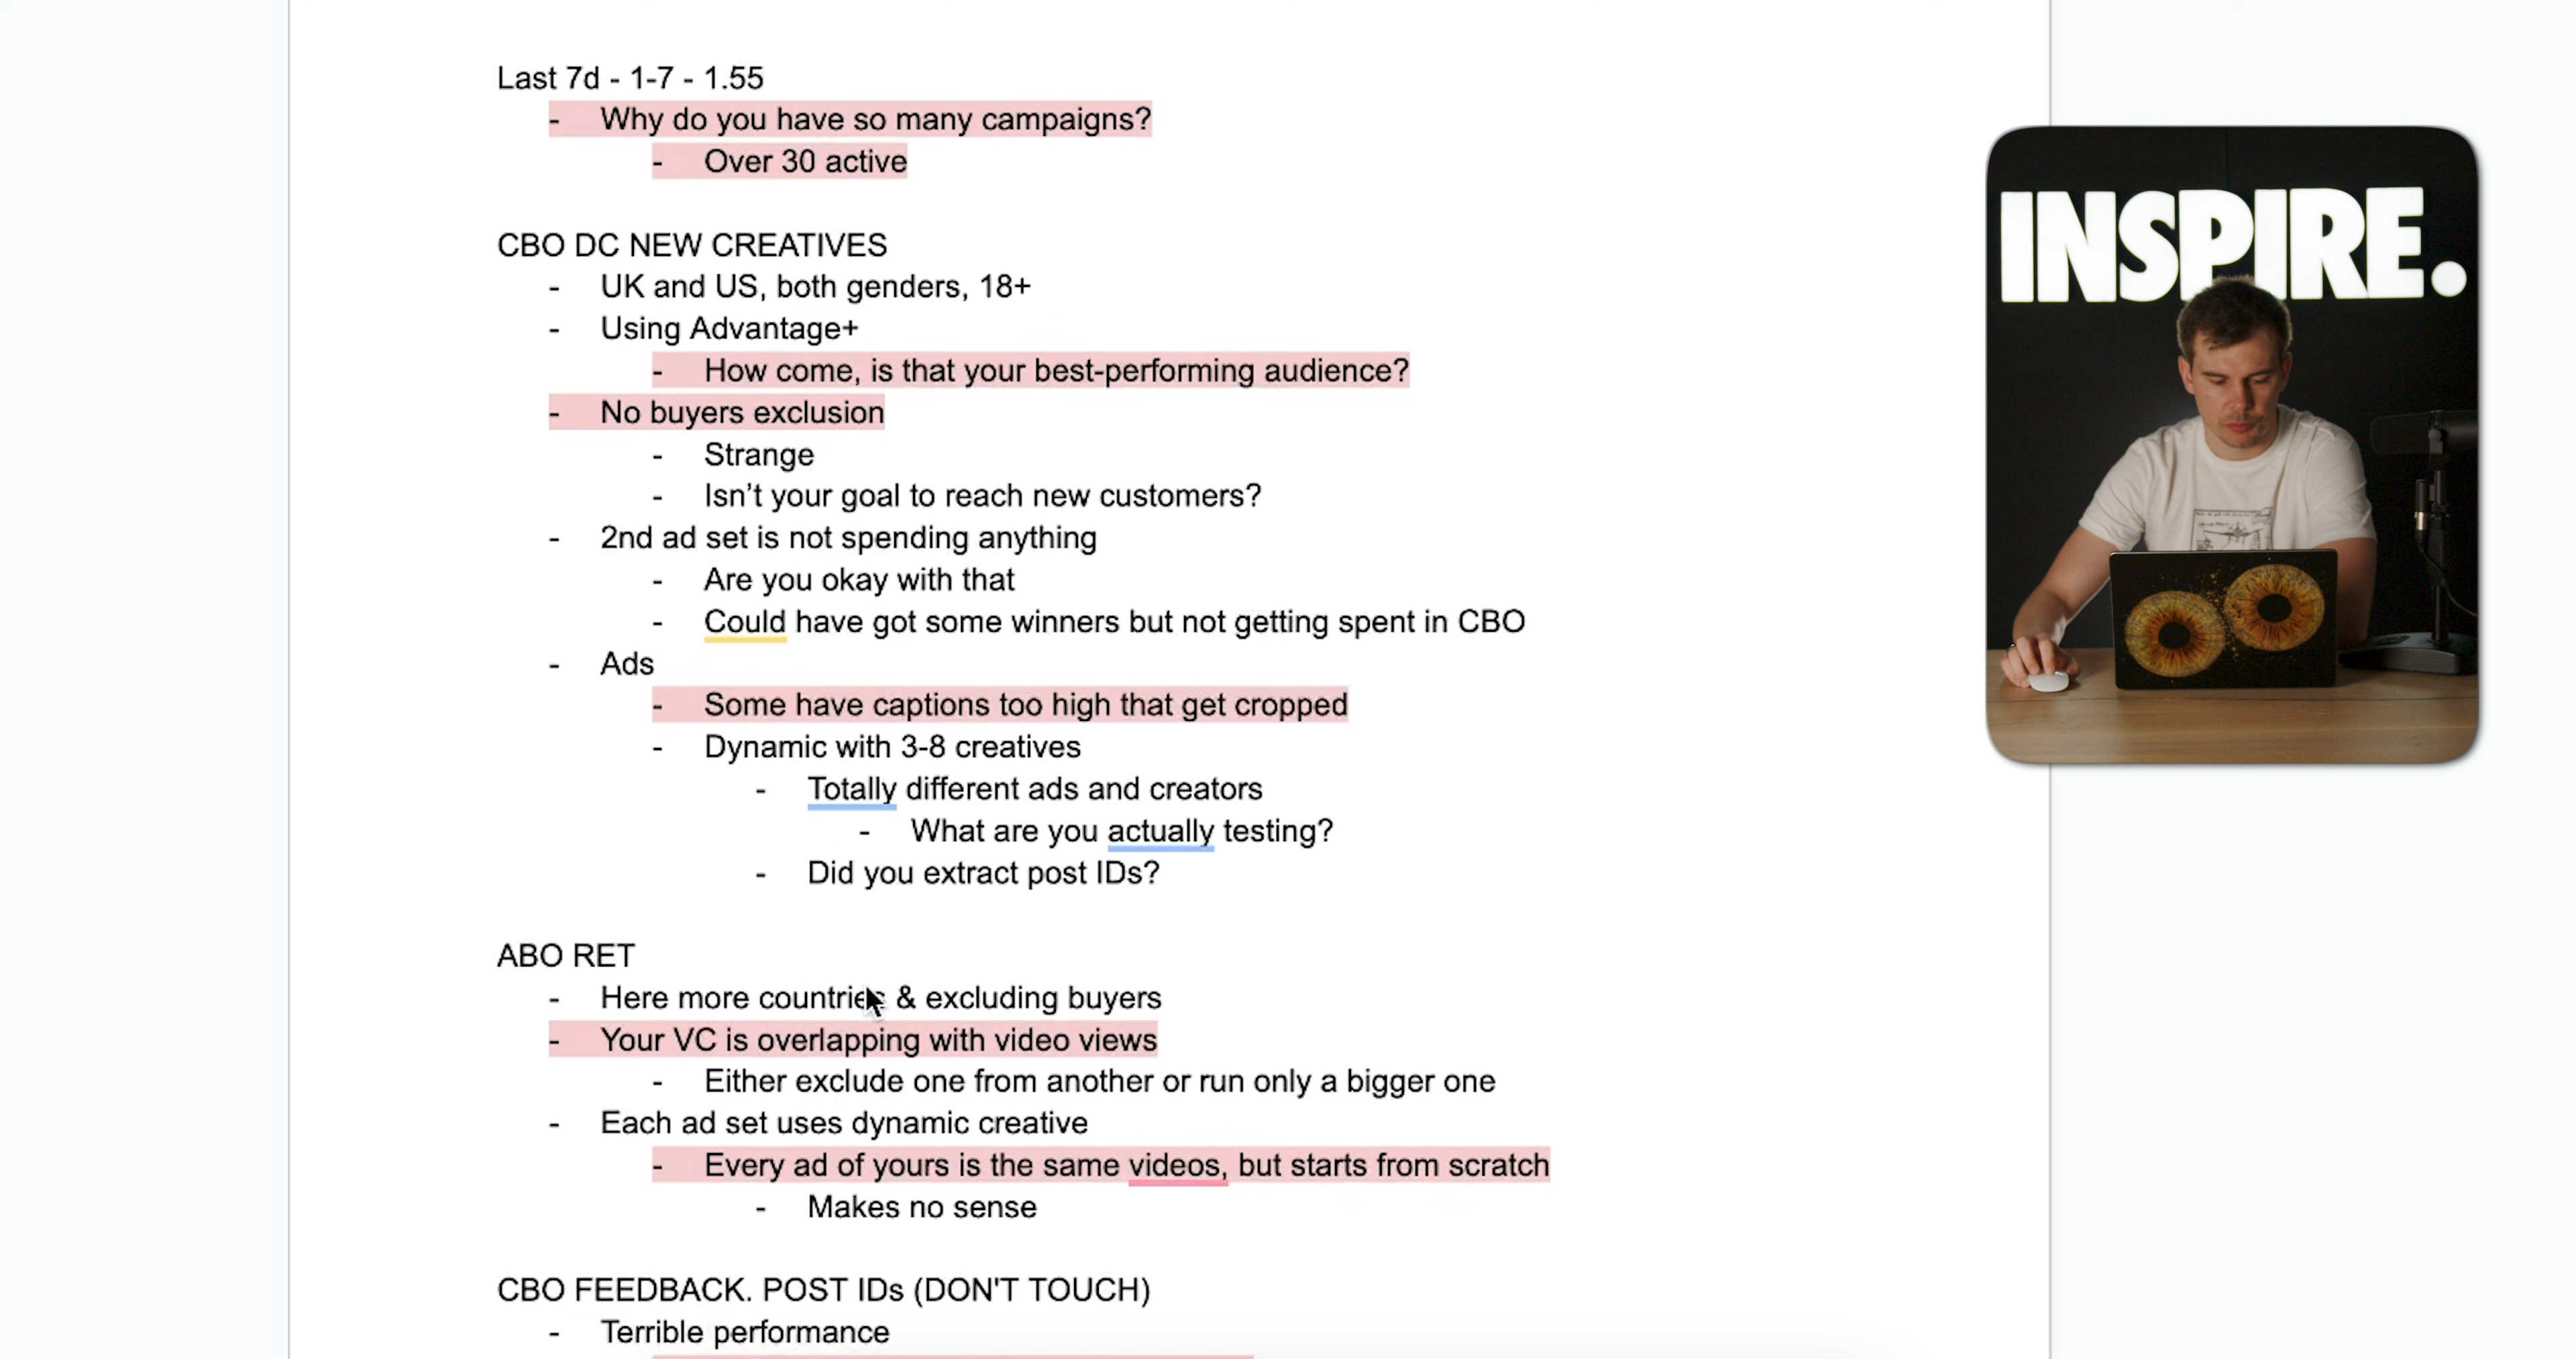 Last 7d - 1-7 - 1.55
- Why do you have so many campaigns?
- Over 30 active
CBO DC NEW CREATIVES
- UK and US, both genders, 18+
- Using Advantage+
- How come, is that your best-performing audience?
- No buyers exclusion
- Strange
- Isn’t your goal to reach new customers?
- 2nd ad set is not spending anything
- Are you okay with that
- Could have got some winners but not getting spent in CBO
- Ads
- Some have captions too high that get cropped
- Dynamic with 3-8 creatives
- Totally different ads and creators
- What are you actually testing?
- Did you extract post IDs?
ABO RET
- Here more countries & excluding buyers
- Your VC is overlapping with video views
- Either exclude one from another or run only a bigger one
- Each ad set uses dynamic creative
- Every ad of yours is the same videos, but starts from scratch
- Makes no sense
CBO FEEDBACK. POST IDs (DON'T TOUCH)
- Terrible performance
INSPIRE.